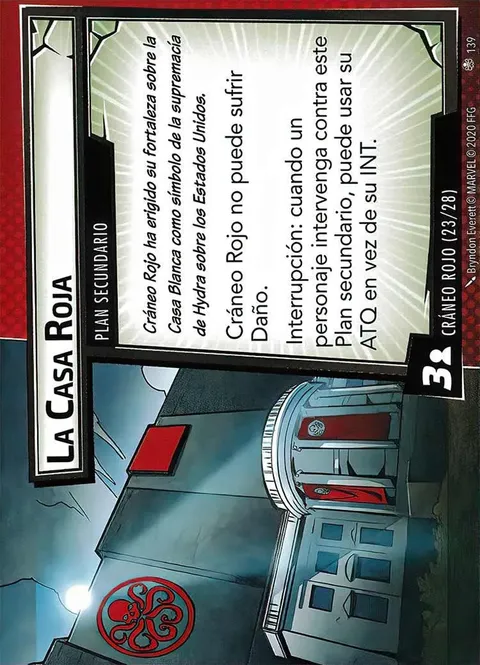 LA CASA ROJA
PLAN SECUNDARIO
Cráneo Rojo ha erigido su fortaleza sobre la
Casa Blanca como símbolo de la supremacía
de Hydra sobre los Estados Unidos.
Cráneo Rojo no puede sufrir
Daño.
Interrupción: cuando un
personaje intervenga contra este
Plan secundario, puede usar su
ATQ en vez de su INT.
3
CRÁNEO ROJO (23/28)
Bryndon Everett © MARVEL © 2020 FFG
139